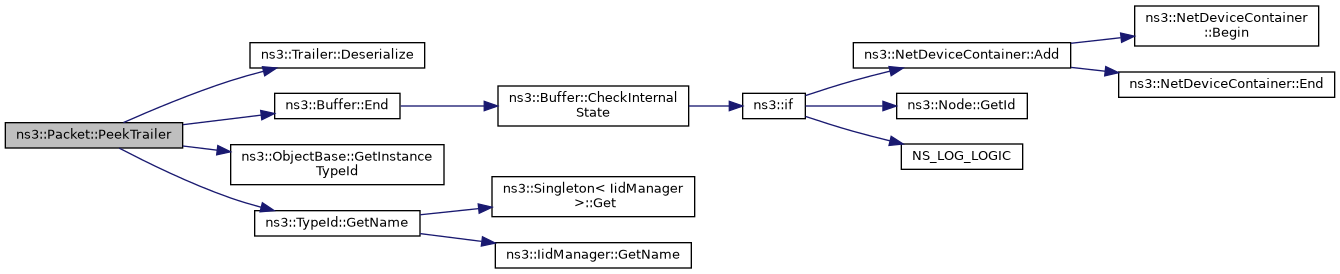 ns3::Packet::PeekTrailer
ns3::Trailer::Deserialize
ns3::Buffer::End
ns3::ObjectBase::GetInstance
TypeId
ns3::TypeId::GetName
ns3::Buffer::CheckInternal
State
ns3::Singleton< IidManager
>::Get
ns3::IidManager::GetName
ns3::if
ns3::NetDeviceContainer::Add
ns3::Node::GetId
NS_LOG_LOGIC
ns3::NetDeviceContainer
::Begin
ns3::NetDeviceContainer::End